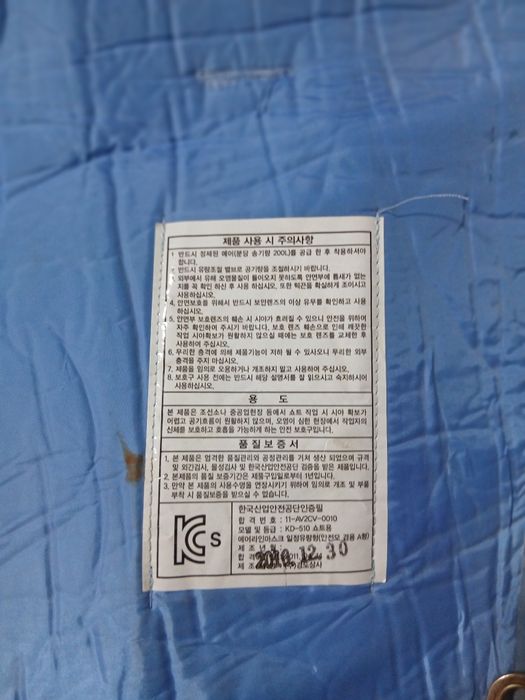 제품 사용 시 주의사항
1. 반드시 정제된 에어(분당 송기량 200L)를 공급 한 후 착용하셔야
합니다.
2. 반드시 유량조절 밸브로 공기량을 조절하시기 바랍니다.
3. 외부에서 유해 오염물질이 들어오지 못하도록 안면부에 틈새가 없는
지를 꼭 확인 하신 후 사용 하십시오. 또한 턱끈을 확실하게 조이시고
사용하십시오.
4. 안면보호을 위해서 반드시 보안렌즈의 이상 유무를 확인하고 사용
하십시오.
5. 안면부 보호렌즈의 훼손 시 시야가 흐려질 수 있으니 안전을 위하여
자주 확인하여 주시기 바랍니다. 보호 렌즈 훼손으로 인해 깨끗한
작업 시야확보가 원활하지 않으실 때에는 보호 렌즈를 교체한 후
사용하여 주십시오.
6. 무리한 충격에 의해 제품기능이 저하 될 수 있사오니 무리한 외부
충격을 주지 마십시오.
7. 제품을 임의로 오용하거나 개조하지 말고 사용하여 주십시오.
8. 보호구 사용 전에는 반드시 해당 설명서를 잘 읽으시고 숙지하시어
사용하십시오.
용 도
본 제품은 조선소나 중공업현장 등에서 쇼트 작업 시 시야 확보가
어렵고 공기흐름이 원활하지 않으며, 오염이 심한 현장에서 작업자의
신체를 보호하고 호흡을 가능하게 하는 안전 보호구입니다.
품질보증서
1. 본 제품은 엄격한 품질관리와 공정관리를 거쳐 생산 되었으며 규격
및 외관검사, 물성검사 및 한국산업안전공단 검증을 받은 제품입니다.
2. 본 제품의 품질 보증기간은 제품구입일로부터 1년입니다.
3. 만약 본 제품의 사용수명을 연장시키기 위하여 임의로 개조 및 부품
부착 시 품질보증을 받으실 수 없습니다.
한국산업안전공단인증필
합 격 번 호 : 11-AV2CV-0010
모델 및 등급 : KD-510 쇼트용
에어라인마스크 일정유량형(안전모 겸용 A형)
제 조 년
2010.12.30
합 격
제 조
KCs